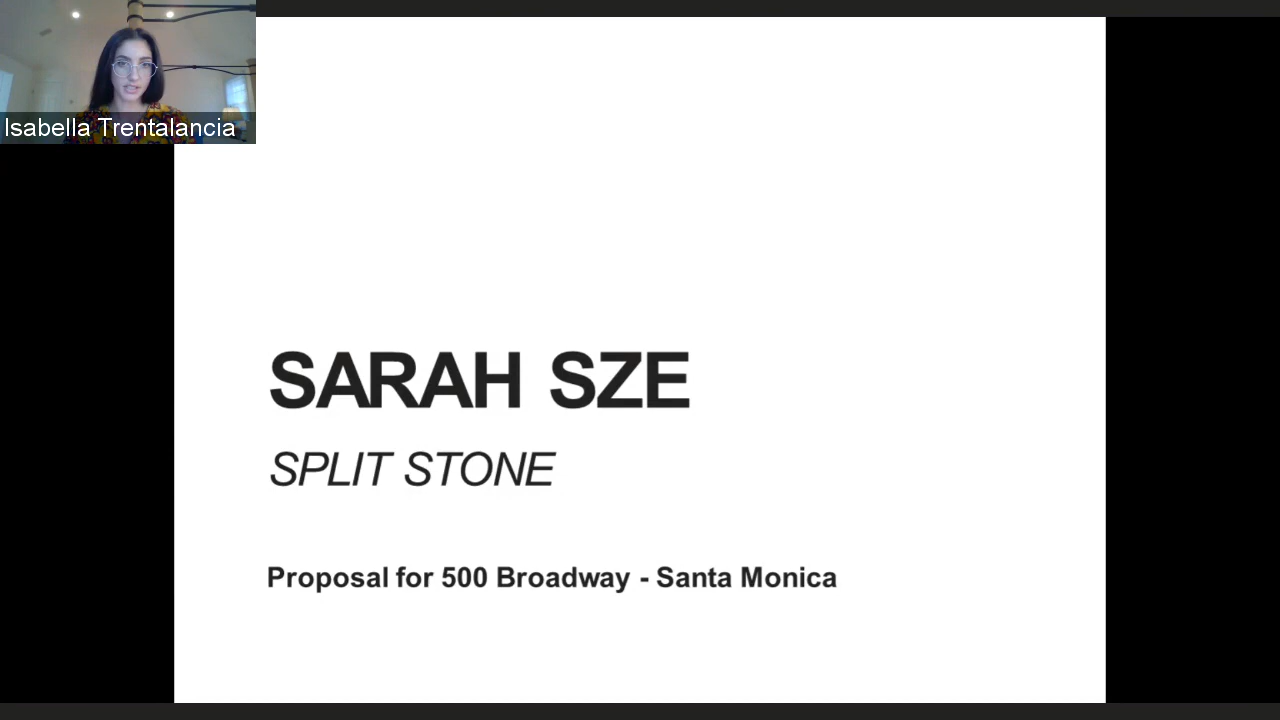 Isabella Trentalancia
SARAH SZE
SPLIT STONE
Proposal for 500 Broadway - Santa Monica